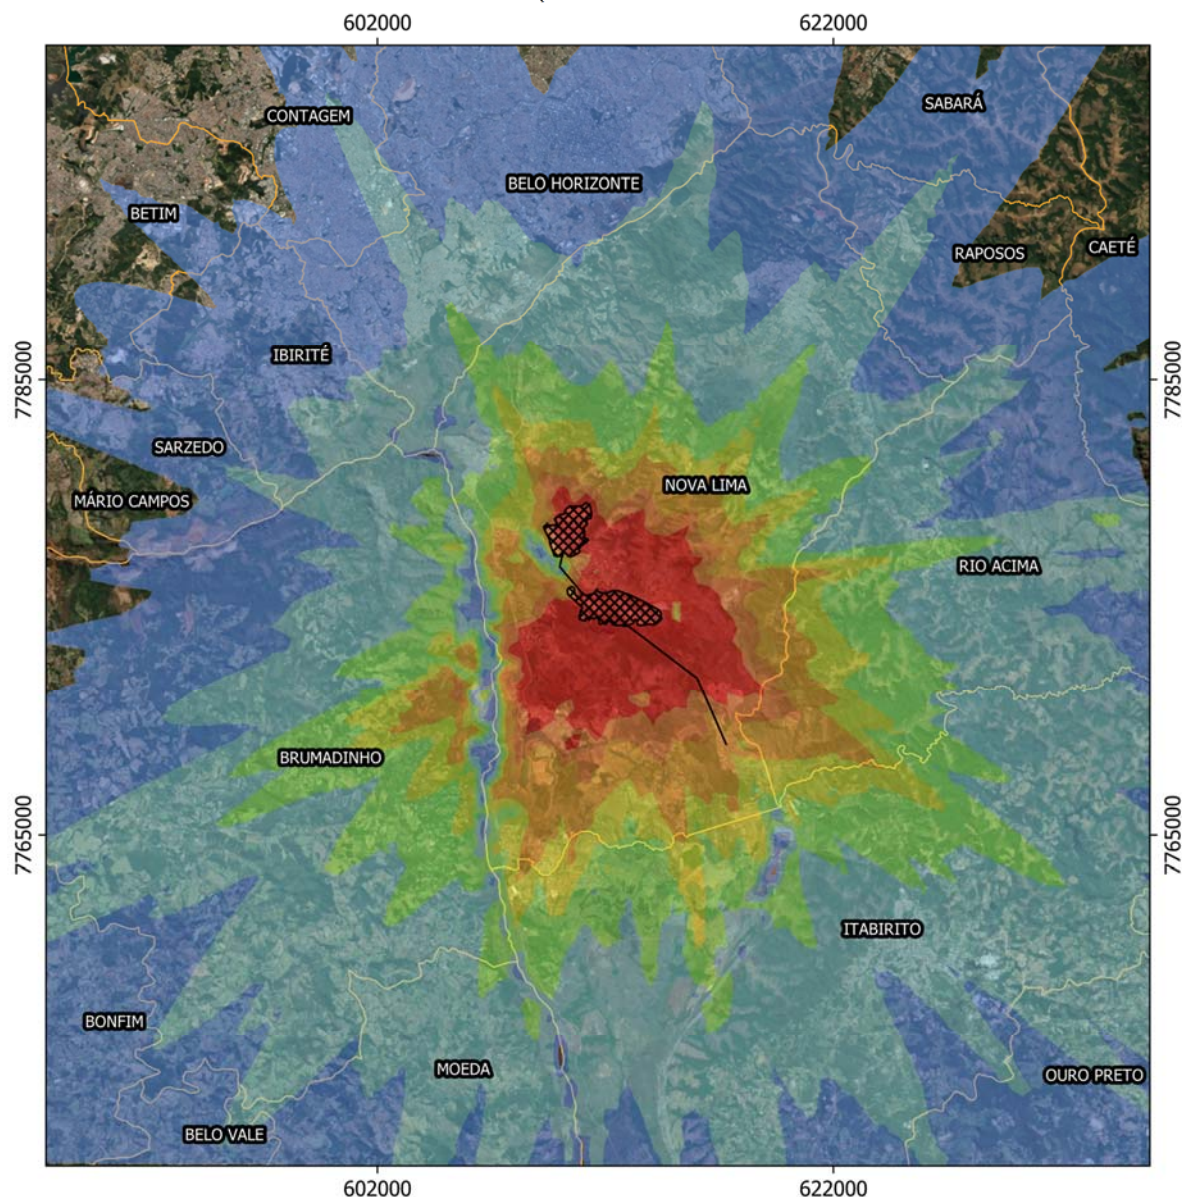 602000
622000
SABARÁ
CONTAGEM
BELO HORIZONTE
BETIM
CAETÉ
RAPOSOS
IBIRITÉ
7785000
7785000
SARZEDO
NOVA LIMA
MÁRIO CAMPOS
RIO ACIMA
BRUMADINHO
7765000
7765000
ITABIRITO
BONFIM
MOEDA
OURO PRETO
BELO VALE
602000
622000